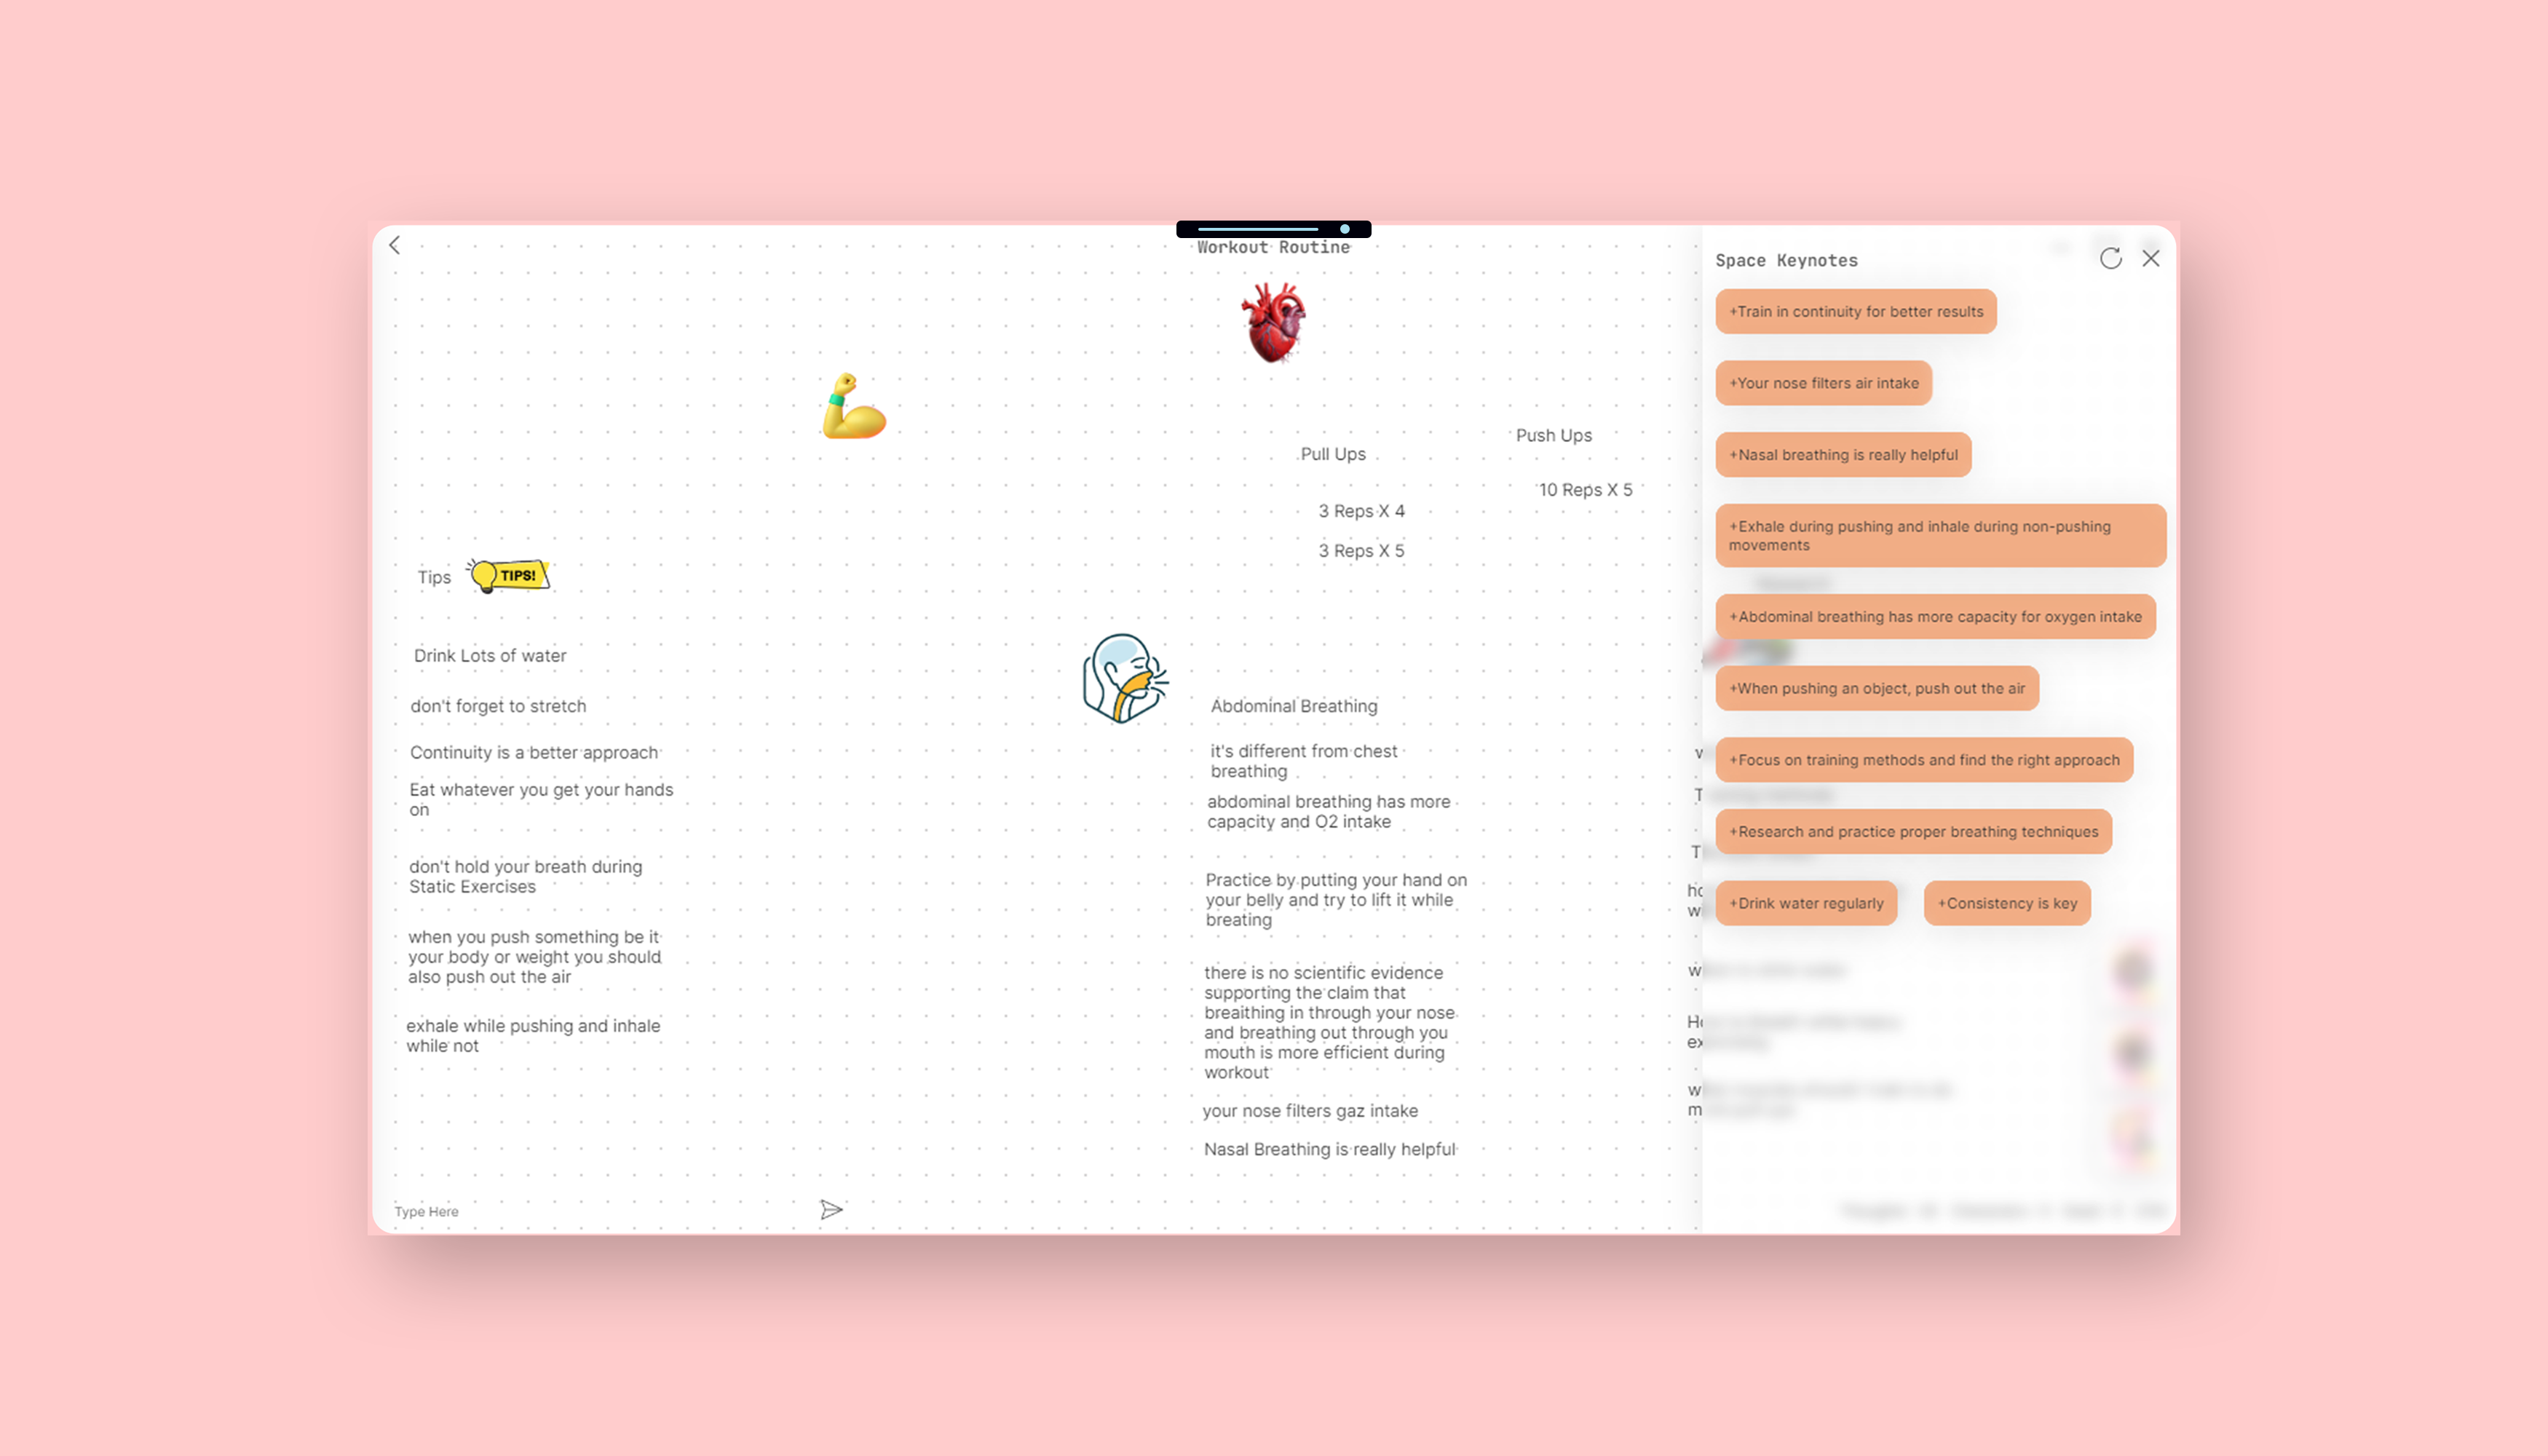 Workout Routine
Pull Ups
3 Reps X 4
3 Reps X 5
Push Ups
10 Reps X 5
Tips
TIPS!
Drink Lots of water
don't forget to stretch
Continuity is a better approach
Eat whatever you get your hands
on
don't hold your breath during
Static Exercises
when you push something be it
your body or weight you should
also push out the air
exhale while pushing and inhale
while not
Type Here
Abdominal Breathing
it's different from chest
breathing
abdominal breathing has more
capacity and O2 intake
Practice by putting your hand on
your belly and try to lift it while
breating
there is no scientific evidence
supporting the claim that
breaithing in through your nose
and breathing out through you
mouth is more efficient during
workout
your nose filters gaz intake
Nasal Breathing is really helpful
Space Keynotes
+Train in continuity for better results
+Your nose filters air intake
+Nasal breathing is really helpful
+Exhale during pushing and inhale during non-pushing
movements
+Abdominal breathing has more capacity for oxygen intake
+When pushing an object, push out the air
+Focus on training methods and find the right approach
+Research and practice proper breathing techniques
+Drink water regularly
+Consistency is key